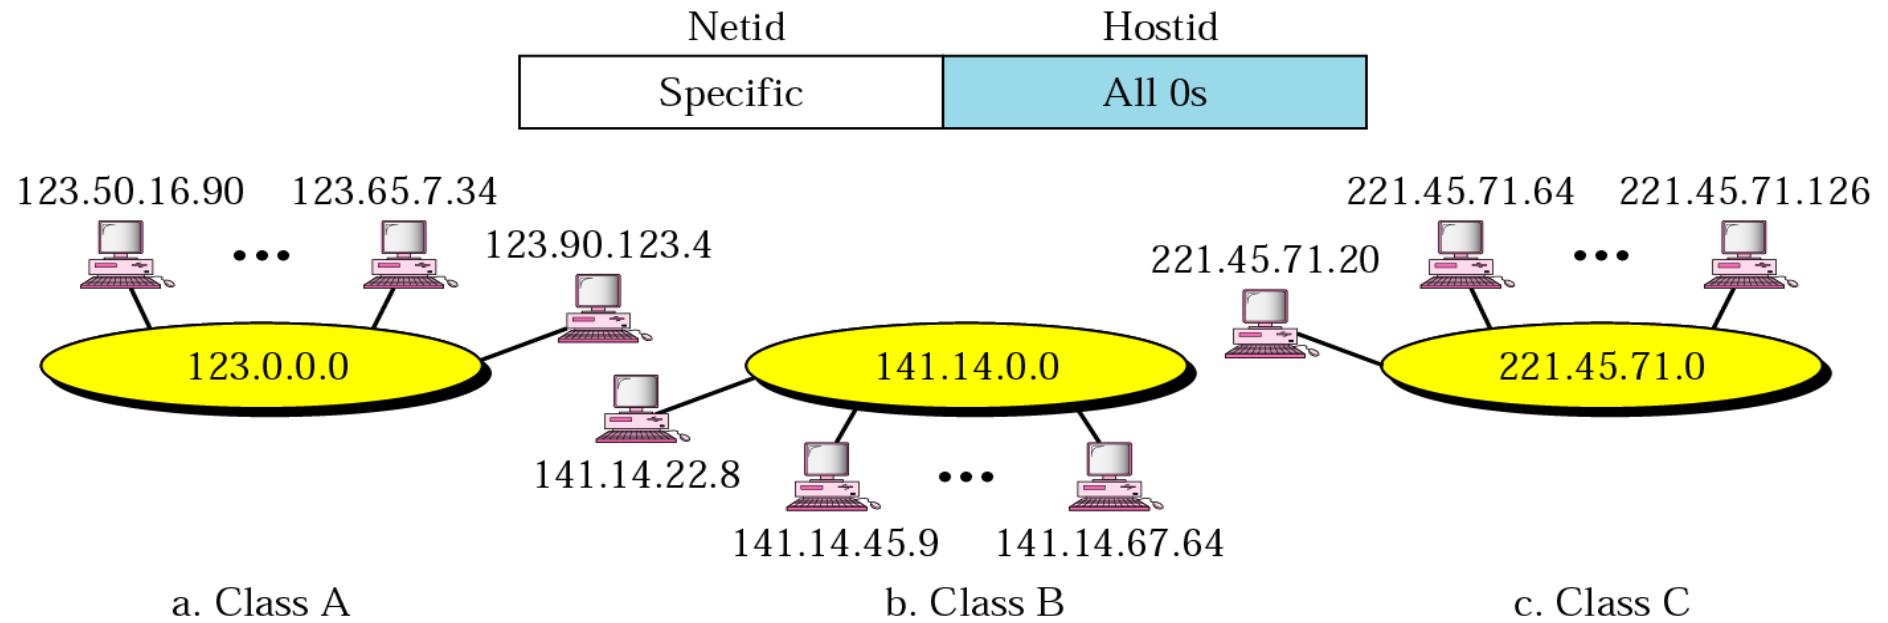 Netid Hostid
Specific All 0s
123.50.16.90 123.65.7.34 221.45.71.64 221.45.71.126
123.90.123.4 221.45.71.20
123.0.0.0 141.14.0.0 221.45.71.0
141.14.22.8
141.14.45.9 141.14.67.64
a. Class A b. Class B c. Class C